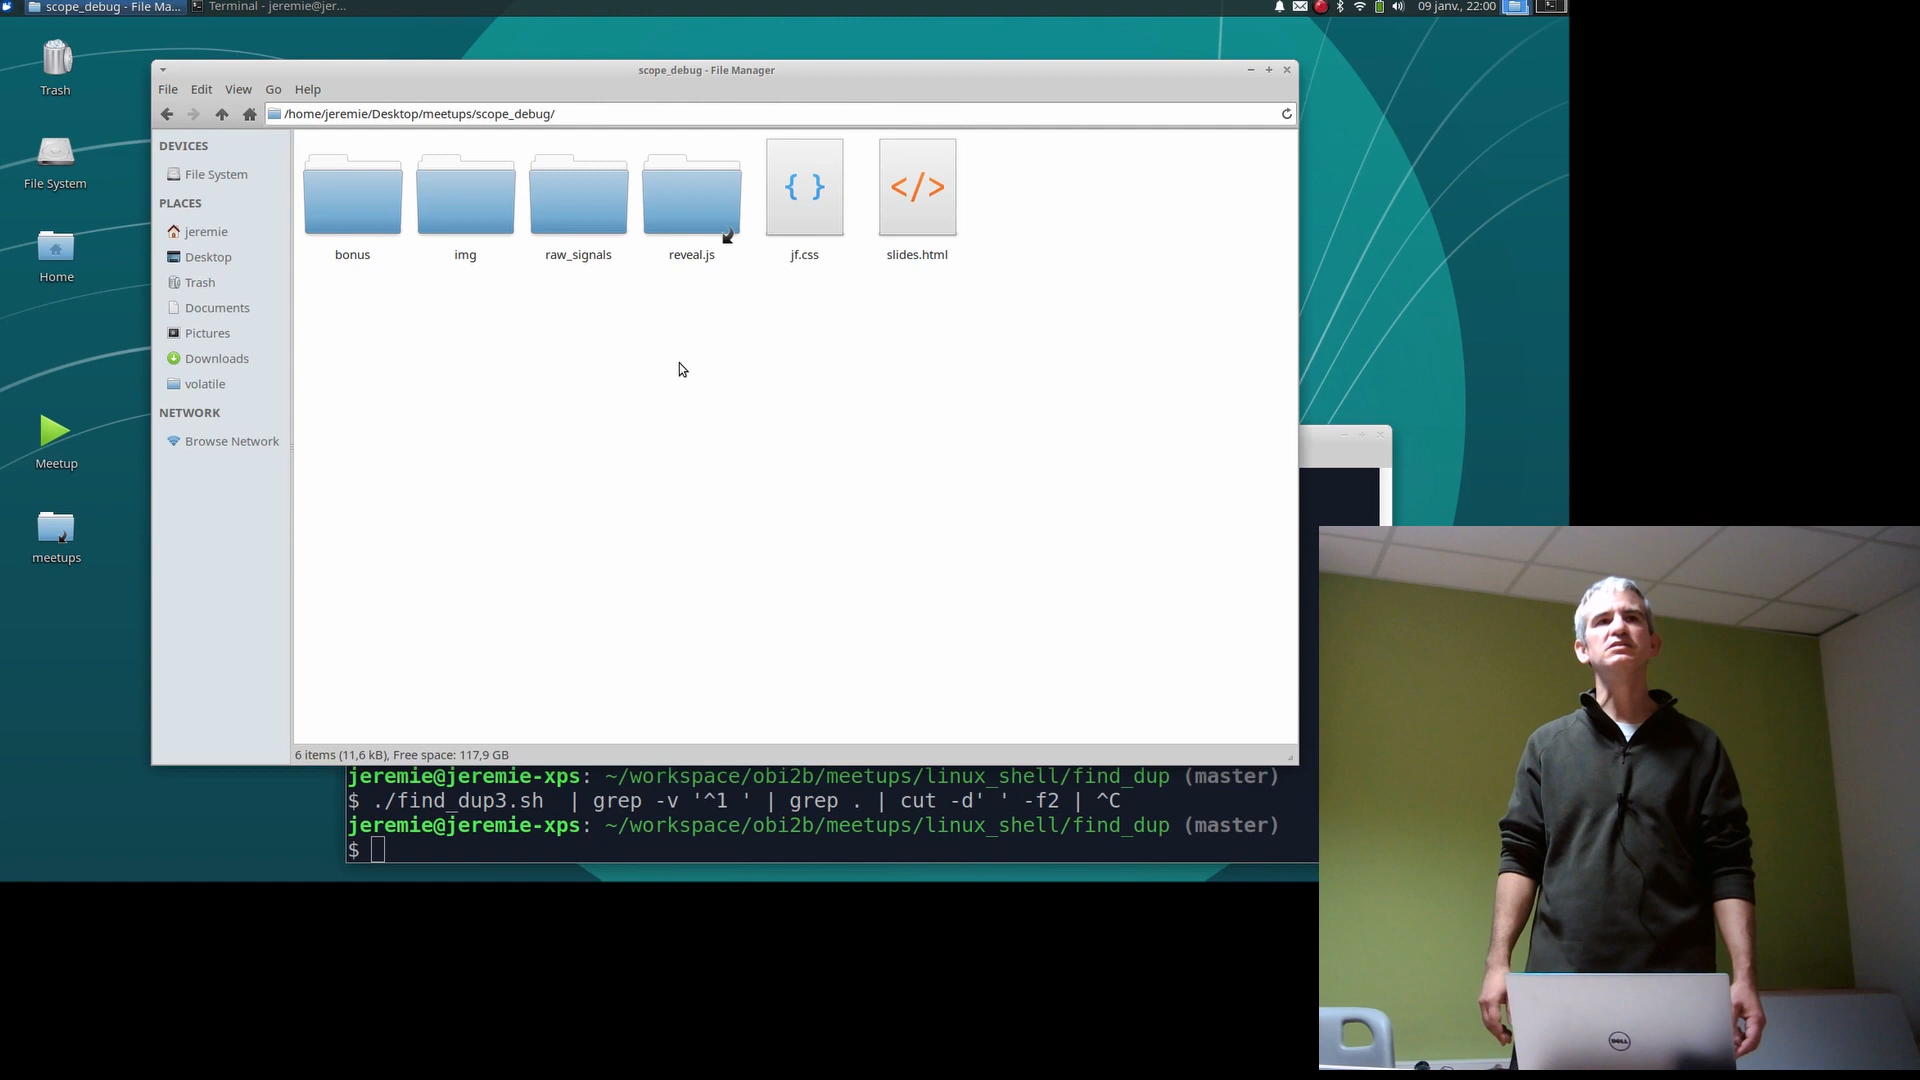 scope_debug - File Ma...
Terminal - jeremie@jer...
09 janv., 22:00
Trash
File System
Home
Meetup
meetups
scope_debug - File Manager
File Edit View Go Help
/home/jeremie/Desktop/meetups/scope_debug/
DEVICES
File System
PLACES
jeremie
Desktop
Trash
Documents
Pictures
Downloads
volatile
NETWORK
Browse Network
{ }
</>
bonus
img
raw_signals
reveal.js
jf.css
slides.html
6 items (11,6 kB), Free space: 117,9 GB
jeremie@jeremie-xps: ~/workspace/obi2b/meetups/linux_shell/find_dup (master)
$ ./find_dup3.sh  | grep -v '^1 ' | grep . | cut -d' ' -f2 | ^C
jeremie@jeremie-xps: ~/workspace/obi2b/meetups/linux_shell/find_dup (master)
$
DELL